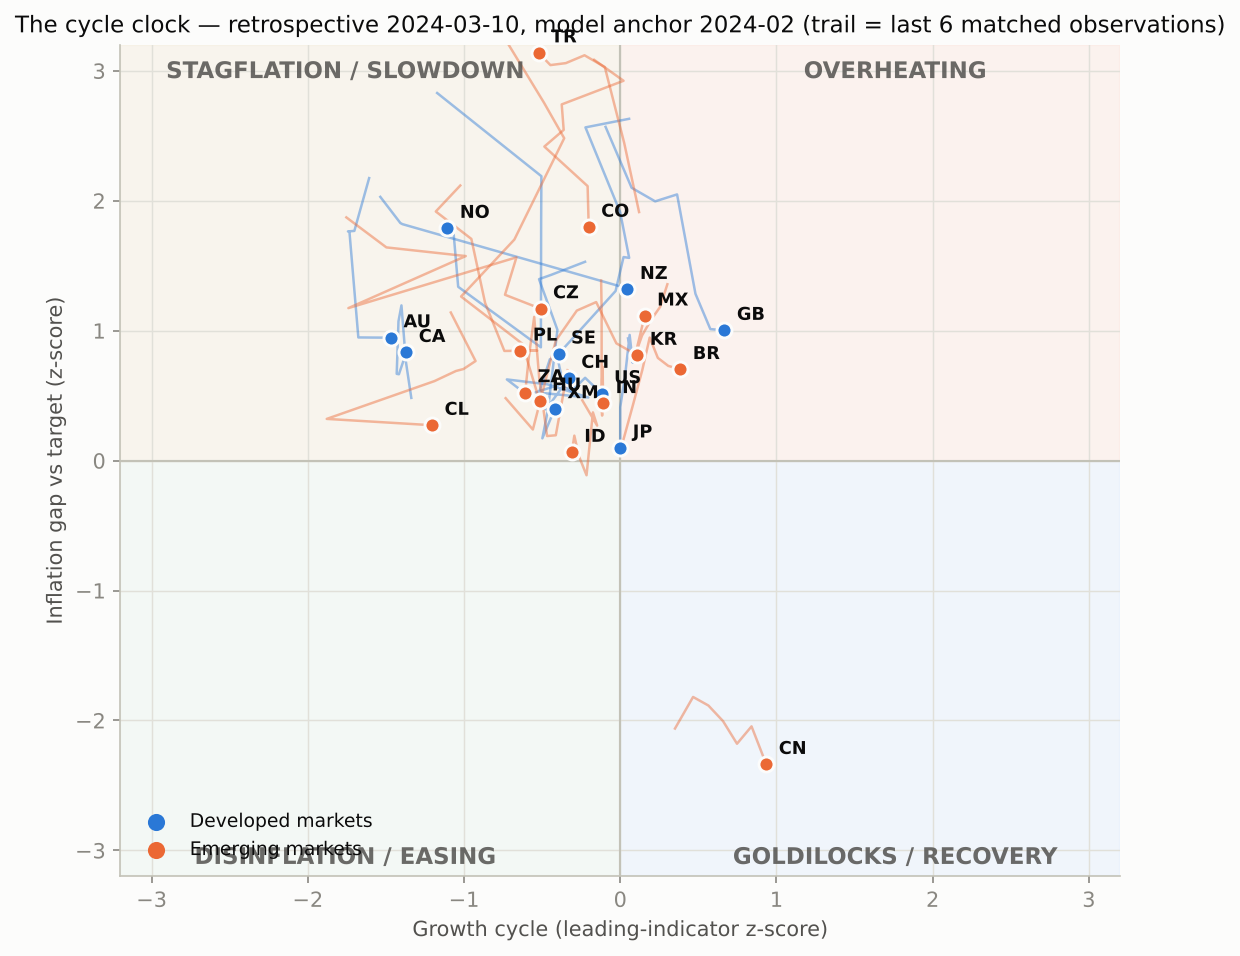 The cycle clock — retrospective 2024-03-10, model anchor 2024-02 (trail = last 6 matched observations)
TR
STAGFLATION / SLOWDOWN
OVERHEATING
NO
CO
NZ
CZ
MX
GB
AU
CA
PL
SE
KR
BR
CH
ZA
HU
XM
US
IN
CL
ID
JP
CN
Developed markets
Emerging markets
DISINFLATION / EASING
GOLDILOCKS / RECOVERY
3
2
1
0
−1
−2
−3
−3
−2
−1
0
1
2
3
Inflation gap vs target (z-score)
Growth cycle (leading-indicator z-score)